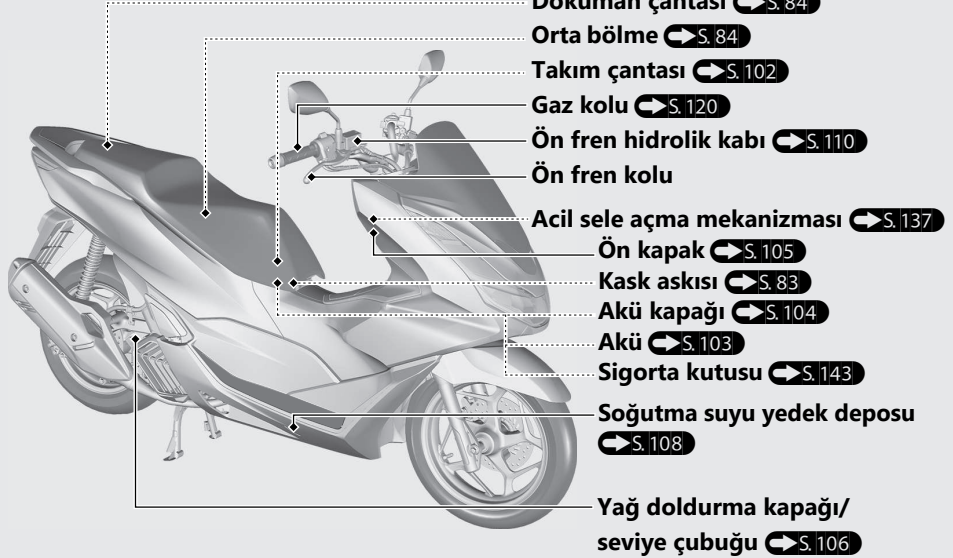 Doküman çantası S. 84
Orta bölme S. 84
Takım çantası S. 102
Gaz kolu S. 120
Ön fren hidrolik kabı S. 110
Ön fren kolu
Acil sele açma mekanizması S. 137
Ön kapak S. 105
Kask askısı S. 83
Akü kapağı S. 104
Akü S. 103
Sigorta kutusu S. 143
Soğutma suyu yedek deposu
S. 108
Yağ doldurma kapağı/
seviye çubuğu S. 106